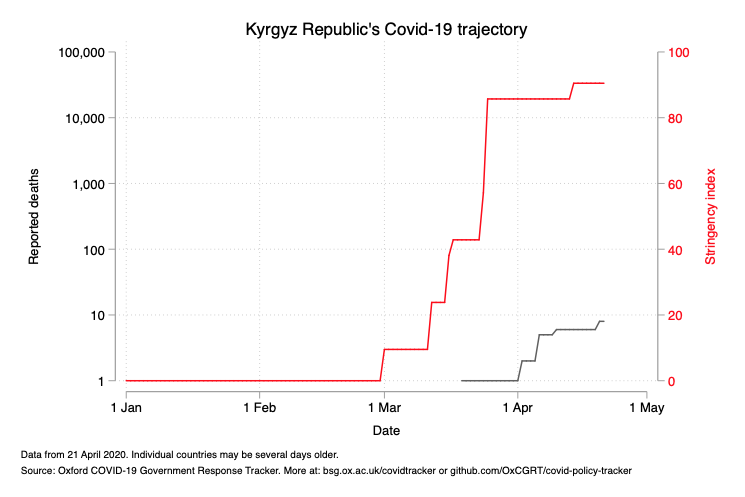 Kyrgyz Republic's Covid-19 trajectory
100,000
10,000
1,000
100
10
1
Reported deaths
100
80
60
40
20
0
Stringency index
1 Jan
1 Feb
1 Mar
1 Apr
1 May
Date
Data from 21 April 2020. Individual countries may be several days older.
Source: Oxford COVID-19 Government Response Tracker. More at: bsg.ox.ac.uk/covidtracker or github.com/OxCGRT/covid-policy-tracker